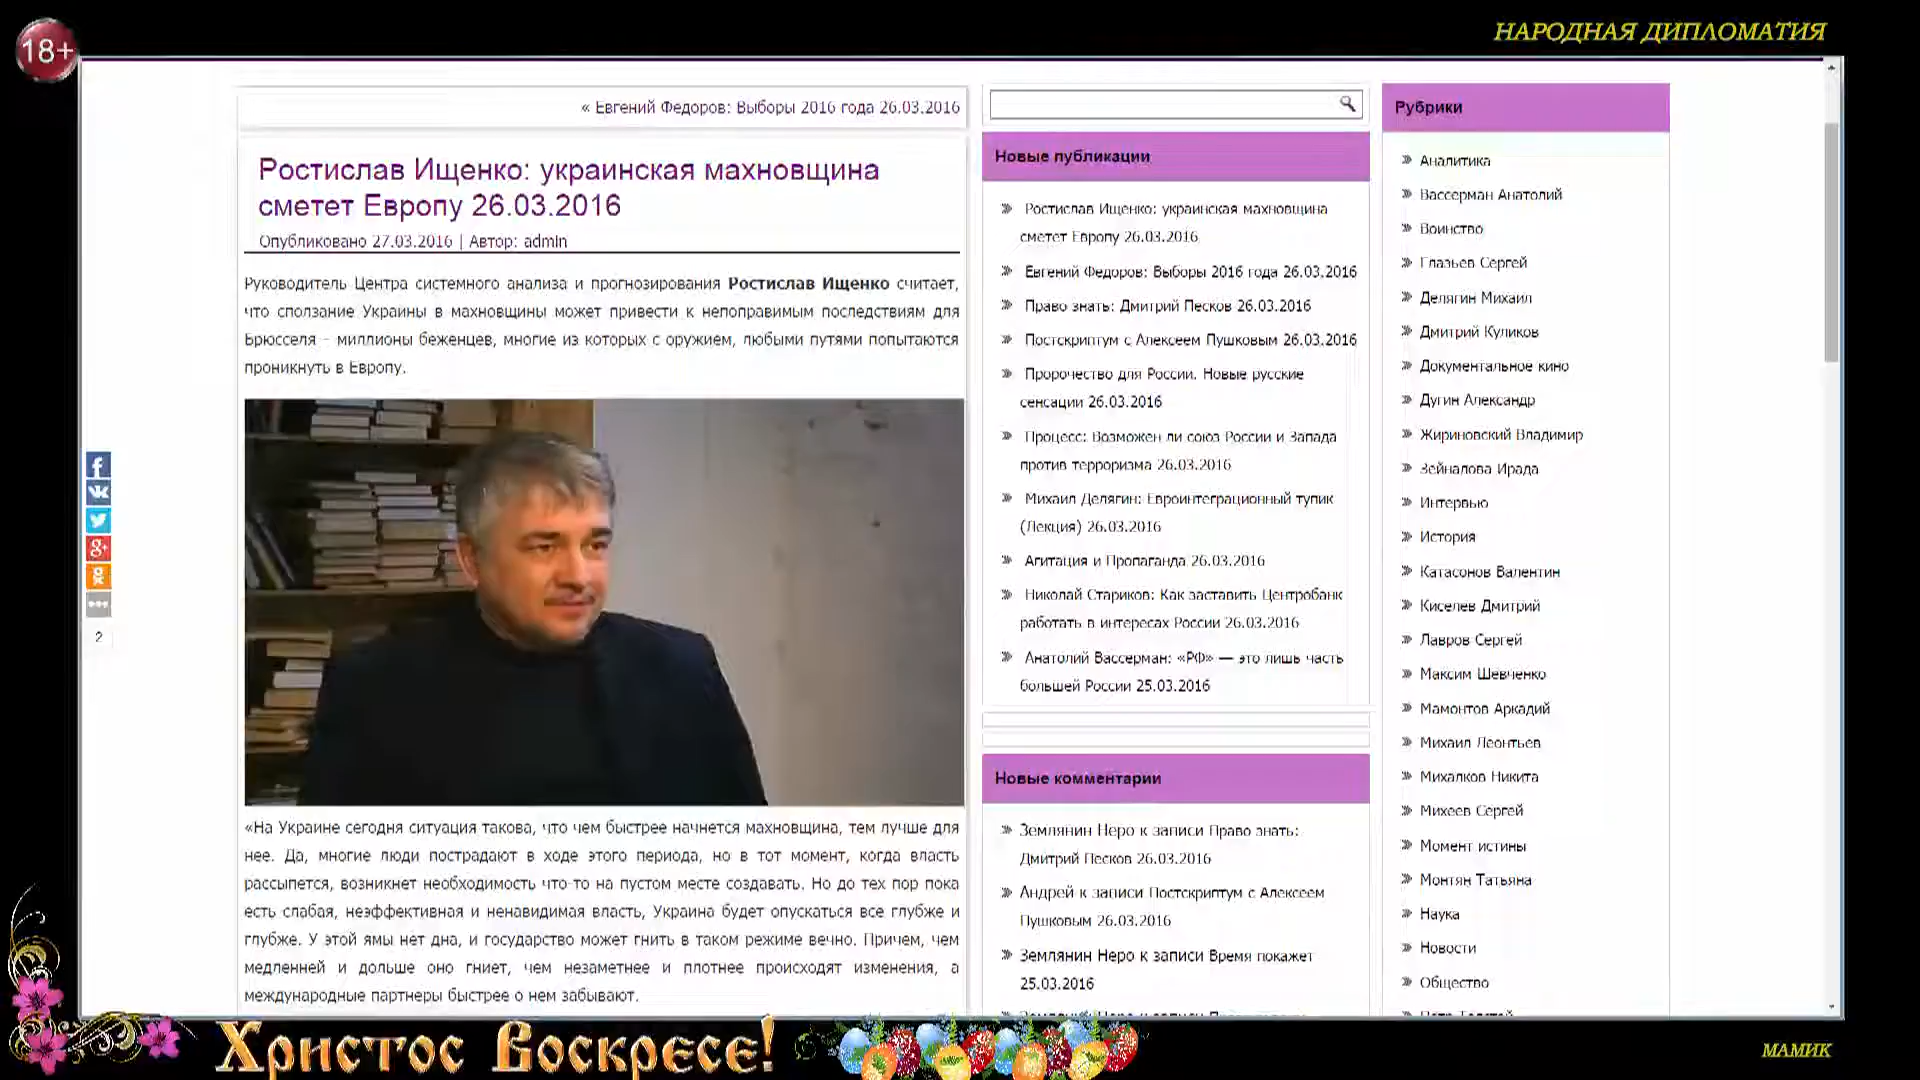 18+
НАРОДНАЯ ДИПЛОМАТИЯ
« Евгений Федоров: Выборы 2016 года 26.03.2016
Ростислав Ищенко: украинская махновщина
сметет Европу 26.03.2016
Опубликовано 27.03.2016 | Автор: admin
Руководитель Центра системного анализа и прогнозирования Ростислав Ищенко считает,
что сползание Украины в махновщины может привести к непоправимым последствиям для
Брюсселя – миллионы беженцев, многие из которых с оружием, любыми путями попытаются
проникнуть в Европу.
2
«На Украине сегодня ситуация такова, что чем быстрее начнется махновщина, тем лучше для
нее. Да, многие люди пострадают в ходе этого периода, но в тот момент, когда власть
рассыпется, возникнет необходимость что-то на пустом месте создавать. Но до тех пор пока
есть слабая, неэффективная и ненавидимая власть, Украина будет опускаться все глубже и
глубже. У этой ямы нет дна, и государство может гнить в таком режиме вечно. Причем, чем
медленней и дольше оно гниет, чем незаметнее и плотнее происходят изменения, а
международные партнеры быстрее о нем забывают.
Новые публикации
Ростислав Ищенко: украинская махновщина
сметет Европу 26.03.2016
Евгений Федоров: Выборы 2016 года 26.03.2016
Право знать: Дмитрий Песков 26.03.2016
Постскриптум с Алексеем Пушковым 26.03.2016
Пророчество для России. Новые русские
сенсации 26.03.2016
Процесс: Возможен ли союз России и Запада
против терроризма 26.03.2016
Михаил Делягин: Евроинтеграционный тупик
(Лекция) 26.03.2016
Агитация и Пропаганда 26.03.2016
Николай Стариков: Как заставить Центробанк
работать в интересах России 26.03.2016
Анатолий Вассерман: «РФ» — это лишь часть
большей России 25.03.2016
Новые комментарии
Землянин Неро к записи Право знать:
Дмитрий Песков 26.03.2016
Андрей к записи Постскриптум с Алексеем
Пушковым 26.03.2016
Землянин Неро к записи Время покажет
25.03.2016
Рубрики
Аналитика
Вассерман Анатолий
Воинство
Глазьев Сергей
Делягин Михаил
Дмитрий Куликов
Документальное кино
Дугин Александр
Жириновский Владимир
Зейналова Ирада
Интервью
История
Катасонов Валентин
Киселев Дмитрий
Лавров Сергей
Максим Шевченко
Мамонтов Аркадий
Михаил Леонтьев
Михалков Никита
Михеев Сергей
Момент истины
Монтян Татьяна
Наука
Новости
Общество
Христос Воскресе!
МАМИК